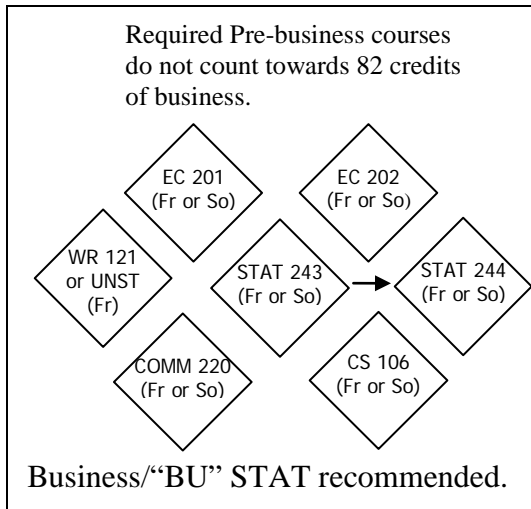 Required Pre-business courses
do not count towards 82 credits
of business.
EC 201
(Fr or So)
EC 202
(Fr or So)
WR 121
or UNST
(Fr)
STAT 243
(Fr or So)
STAT 244
(Fr or So)
COMM 220
(Fr or So)
CS 106
(Fr or So)
Business/“BU” STAT recommended.